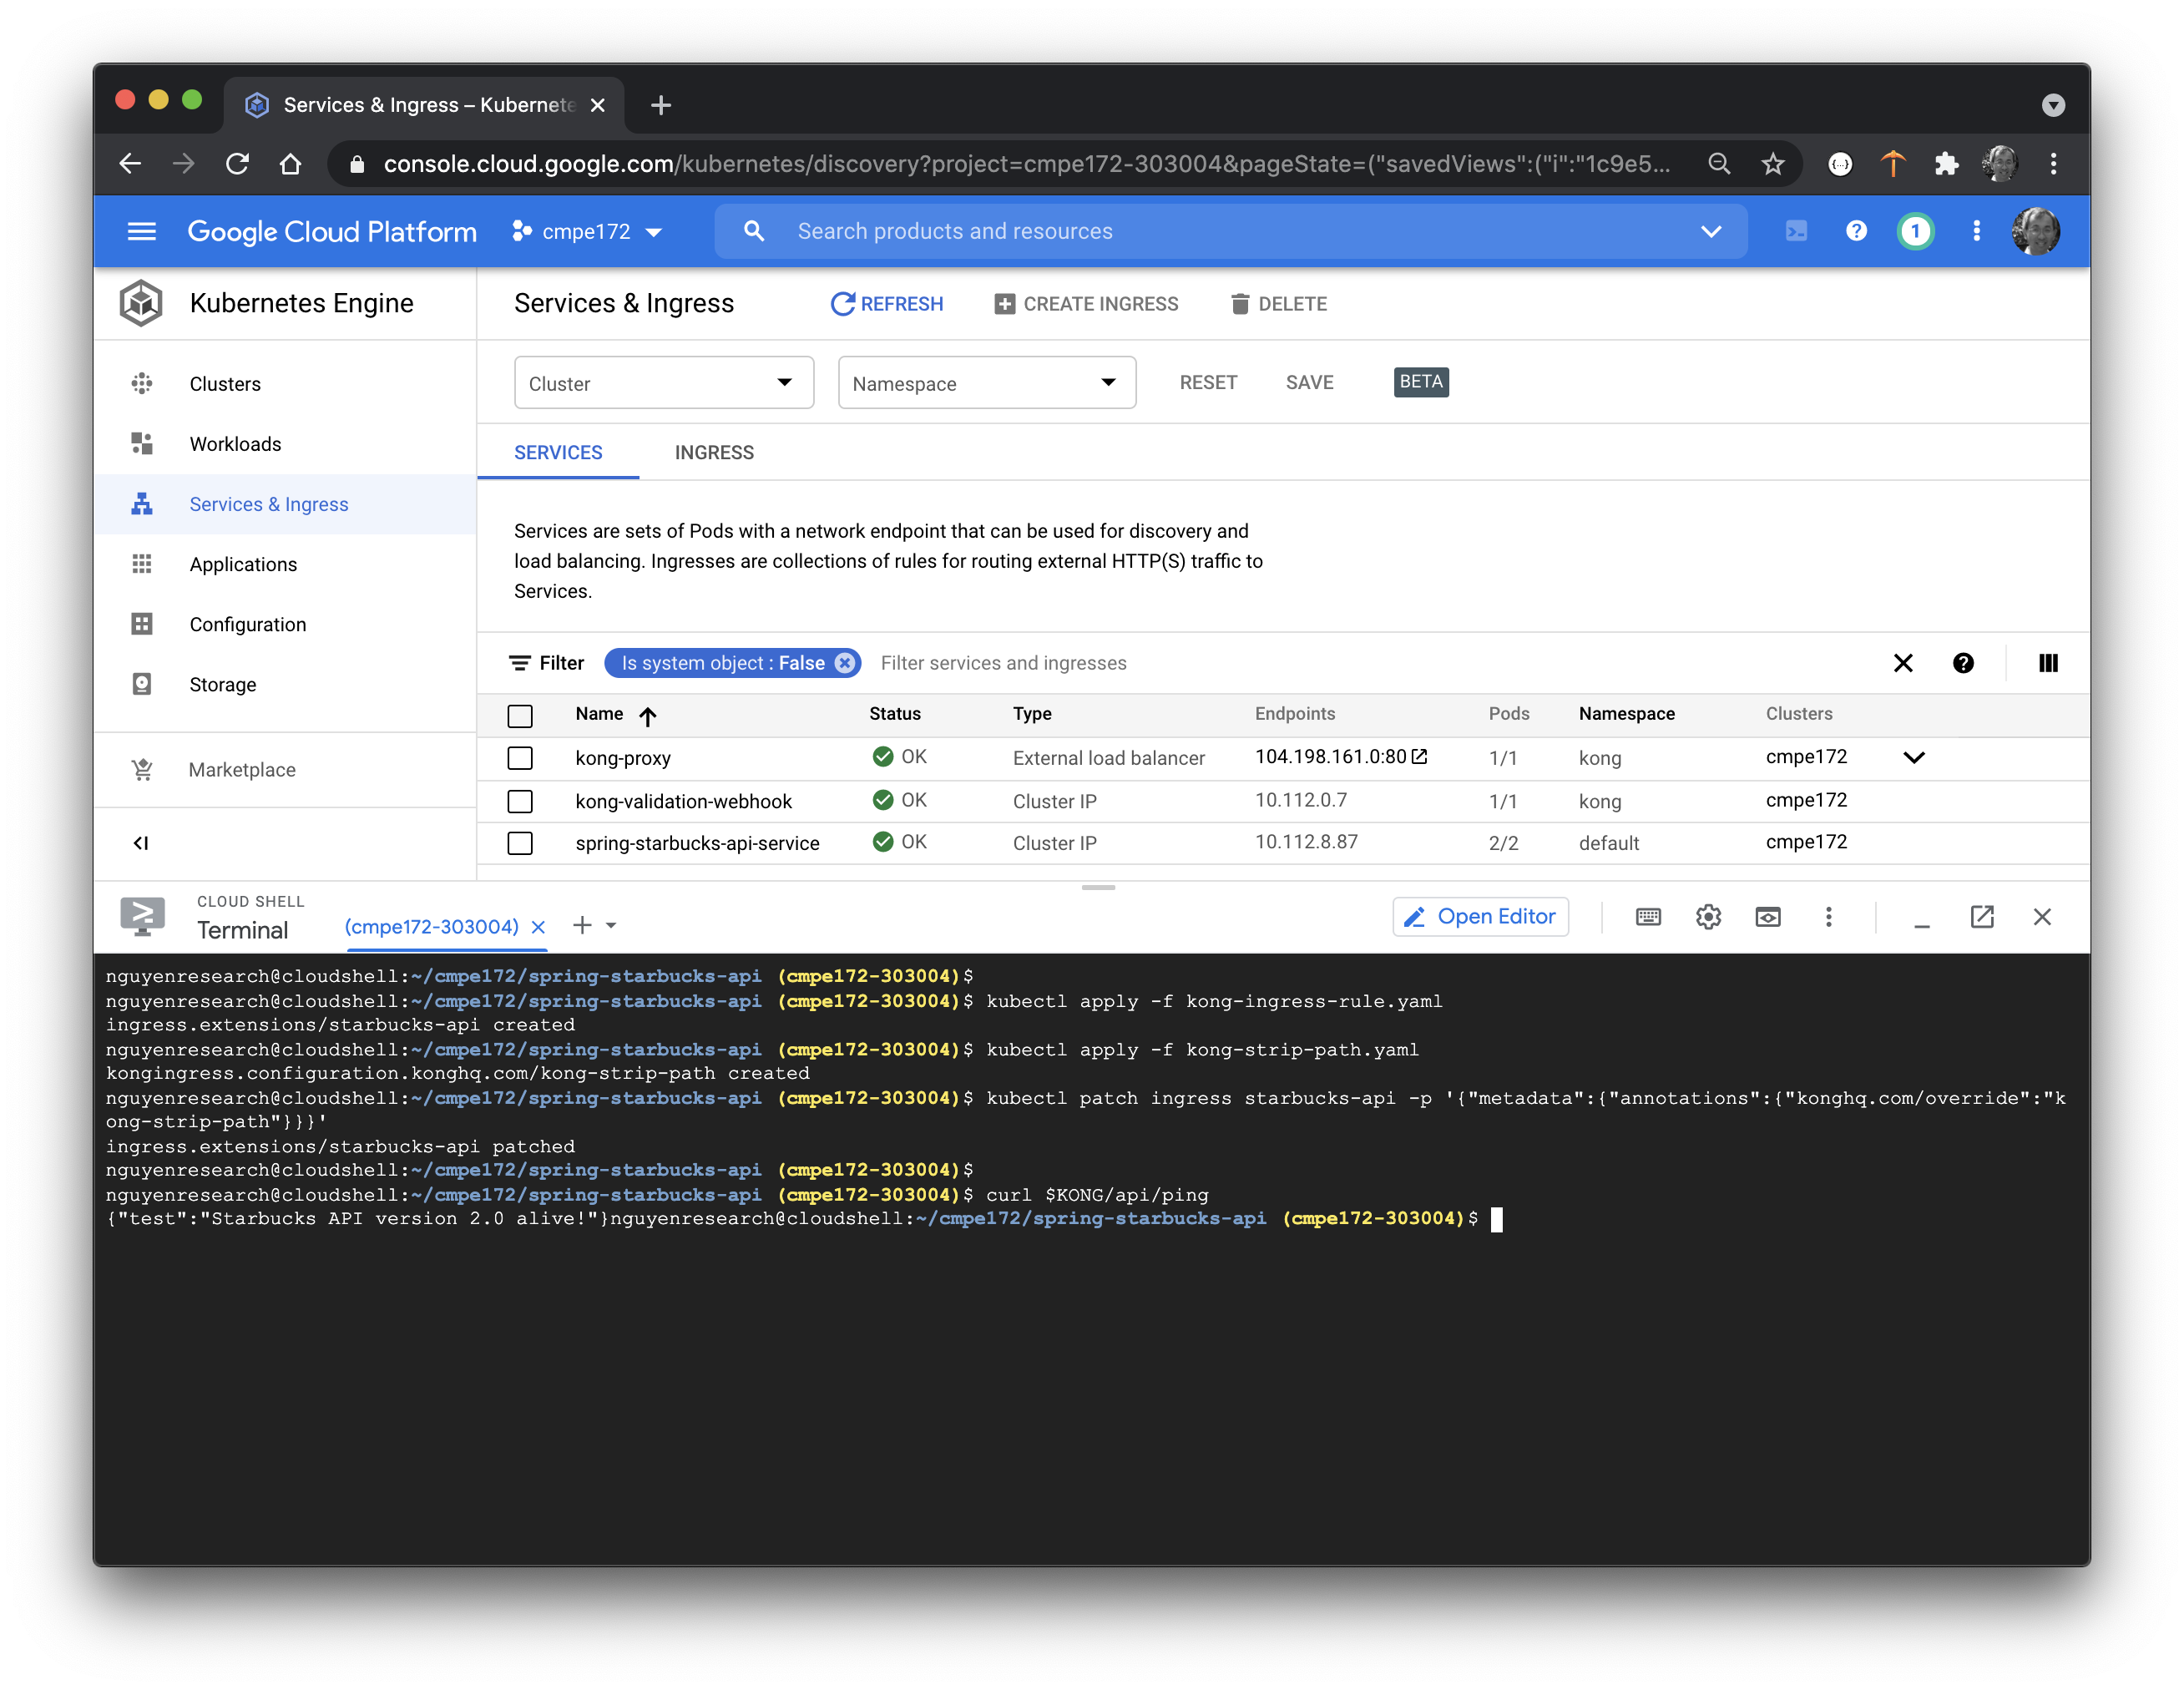 Services & Ingress – Kubernete
console.cloud.google.com/kubernetes/discovery?project=cmpe172-303004&pageState=("savedViews":("i":"1c9e5...
Google Cloud Platform
cmpe172
Search products and resources
1
Kubernetes Engine
Services & Ingress
REFRESH
CREATE INGRESS
DELETE
Clusters
Workloads
Services & Ingress
Applications
Configuration
Storage
Marketplace
Cluster
Namespace
RESET
SAVE
BETA
SERVICES
INGRESS
Services are sets of Pods with a network endpoint that can be used for discovery and
load balancing. Ingresses are collections of rules for routing external HTTP(S) traffic to
Services.
Filter Is system object : False Filter services and ingresses
Name Status Type Endpoints Pods Namespace Clusters
kong-proxy OK External load balancer 104.198.161.0:80 1/1 kong cmpe172
kong-validation-webhook OK Cluster IP 10.112.0.7 1/1 kong cmpe172
spring-starbucks-api-service OK Cluster IP 10.112.8.87 2/2 default cmpe172
CLOUD SHELL
Terminal
(cmpe172-303004)
Open Editor
nguyenresearch@cloudshell:~/cmpe172/spring-starbucks-api (cmpe172-303004)$
nguyenresearch@cloudshell:~/cmpe172/spring-starbucks-api (cmpe172-303004)$ kubectl apply -f kong-ingress-rule.yaml
ingress.extensions/starbucks-api created
nguyenresearch@cloudshell:~/cmpe172/spring-starbucks-api (cmpe172-303004)$ kubectl apply -f kong-strip-path.yaml
kongingress.configuration.konghq.com/kong-strip-path created
nguyenresearch@cloudshell:~/cmpe172/spring-starbucks-api (cmpe172-303004)$ kubectl patch ingress starbucks-api -p '{"metadata":{"annotations":{"konghq.com/override":"k
ong-strip-path"}}}'
ingress.extensions/starbucks-api patched
nguyenresearch@cloudshell:~/cmpe172/spring-starbucks-api (cmpe172-303004)$
nguyenresearch@cloudshell:~/cmpe172/spring-starbucks-api (cmpe172-303004)$ curl $KONG/api/ping
{"test":"Starbucks API version 2.0 alive!"}nguyenresearch@cloudshell:~/cmpe172/spring-starbucks-api (cmpe172-303004)$